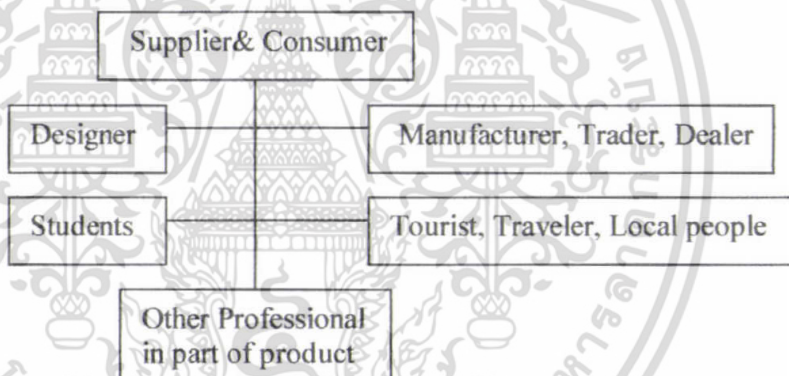 Supplier& Consumer
Designer
Manufacturer, Trader, Dealer
Students
Tourist, Traveler, Local people
Other Professional
in part of product